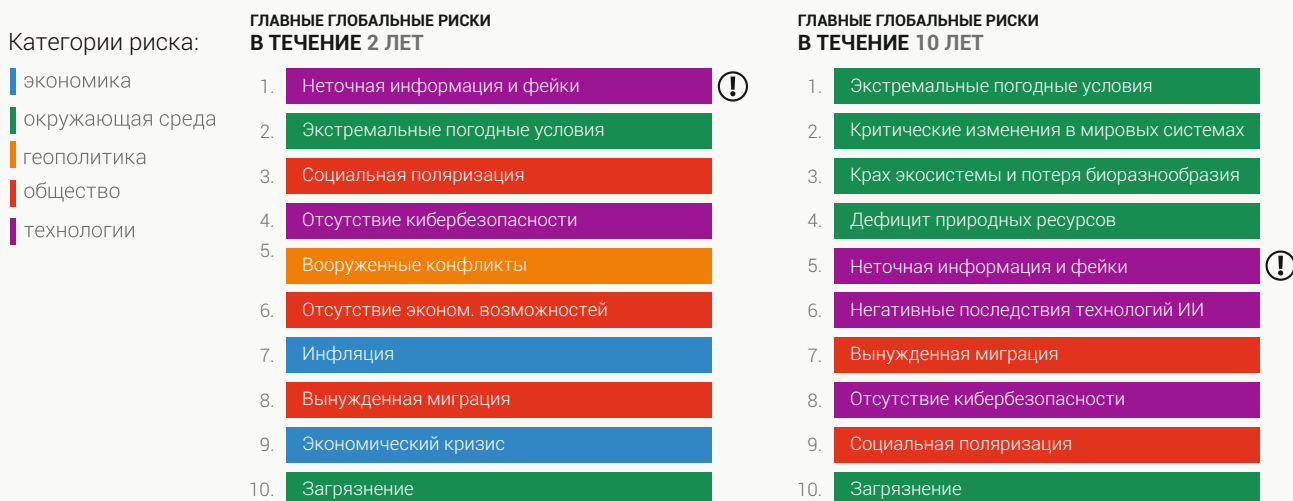 Категории риска:
экономика
окружающая среда
геополитика
общество
технологии
ГЛАВНЫЕ ГЛОБАЛЬНЫЕ РИСКИ
В ТЕЧЕНИЕ 2 ЛЕТ
1. Неточная информация и фейки
2. Экстремальные погодные условия
3. Социальная поляризация
4. Отсутствие кибербезопасности
5. Вооруженные конфликты
6. Отсутствие эконом. возможностей
7. Инфляция
8. Вынужденная миграция
9. Экономический кризис
10. Загрязнение
ГЛАВНЫЕ ГЛОБАЛЬНЫЕ РИСКИ
В ТЕЧЕНИЕ 10 ЛЕТ
1. Экстремальные погодные условия
2. Критические изменения в мировых системах
3. Крах экосистемы и потеря биоразнообразия
4. Дефицит природных ресурсов
5. Неточная информация и фейки
6. Негативные последствия технологий ИИ
7. Вынужденная миграция
8. Отсутствие кибербезопасности
9. Социальная поляризация
10. Загрязнение